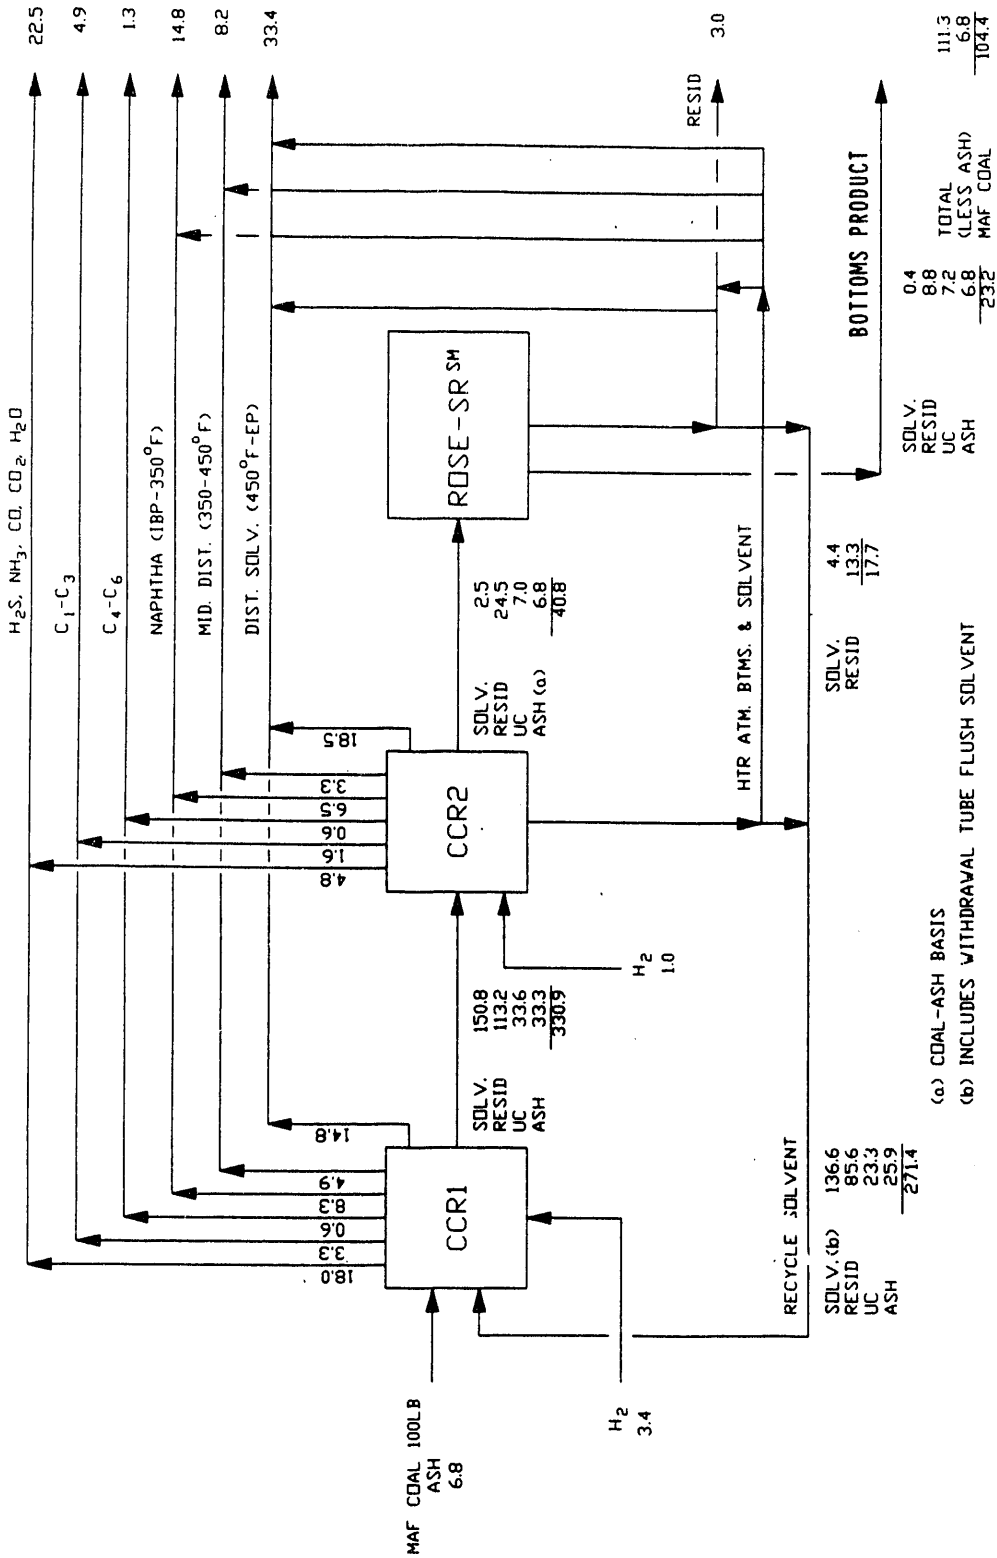 H₂S, NH₃, CO, CO₂, H₂O
22.5
C₁-C₃
4.9
C₄-C₆
1.3
NAPHTHA (IBP-350°F)
14.8
MID. DIST. (350-450°F)
8.2
DIST. SOLV. (450°F-EP)
33.4
18.0
3.3
0.6
8.3
4.9
14.8
4.8
1.6
0.6
6.5
3.3
18.5
MAF COAL 100LB
ASH
6.8
CCR1
H₂
3.4
SOLV. 150.8
RESID 113.2
UC 33.6
ASH 33.3
330.9
CCR2
H₂
1.0
SOLV. 2.5
RESID 24.5
UC 7.0
ASH (a) 6.8
40.8
ROSE-SR SM
RESID
3.0
HTR ATM. BTMS. & SOLVENT
BOTTOMS PRODUCT
RECYCLE SOLVENT
SOLV.(b) 136.6
RESID 85.6
UC 23.3
ASH 25.9
271.4
SOLV. 4.4
RESID 13.3
17.7
SOLV. 0.4
RESID 8.8
UC 7.2
ASH 6.8
23.2
TOTAL 111.3
(LESS ASH) 6.8
MAF COAL 104.4
(a) COAL-ASH BASIS
(b) INCLUDES WITHDRAWAL TUBE FLUSH SOLVENT